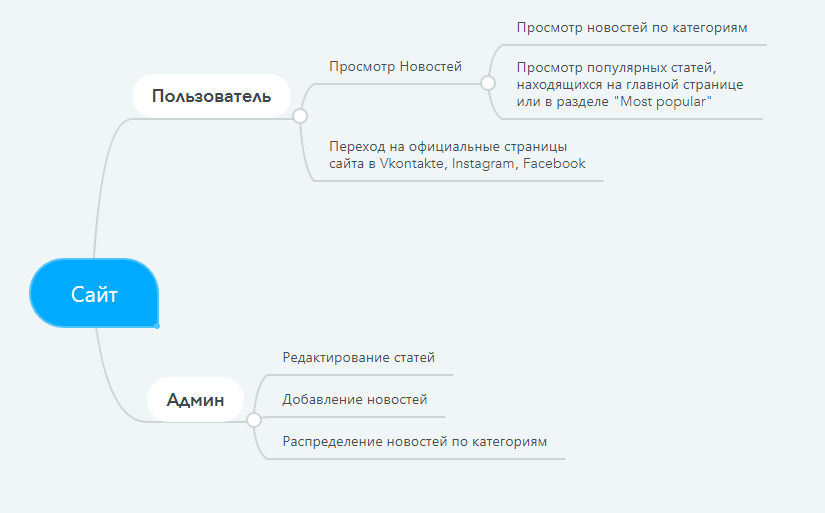 Просмотр новостей по категориям
Просмотр Новостей
Просмотр популярных статей,
находящихся на главной странице
или в разделе "Most popular"
Пользователь
Переход на официальные страницы
сайта в Vkontakte, Instagram, Facebook
Сайт
Редактирование статей
Админ
Добавление новостей
Распределение новостей по категориям